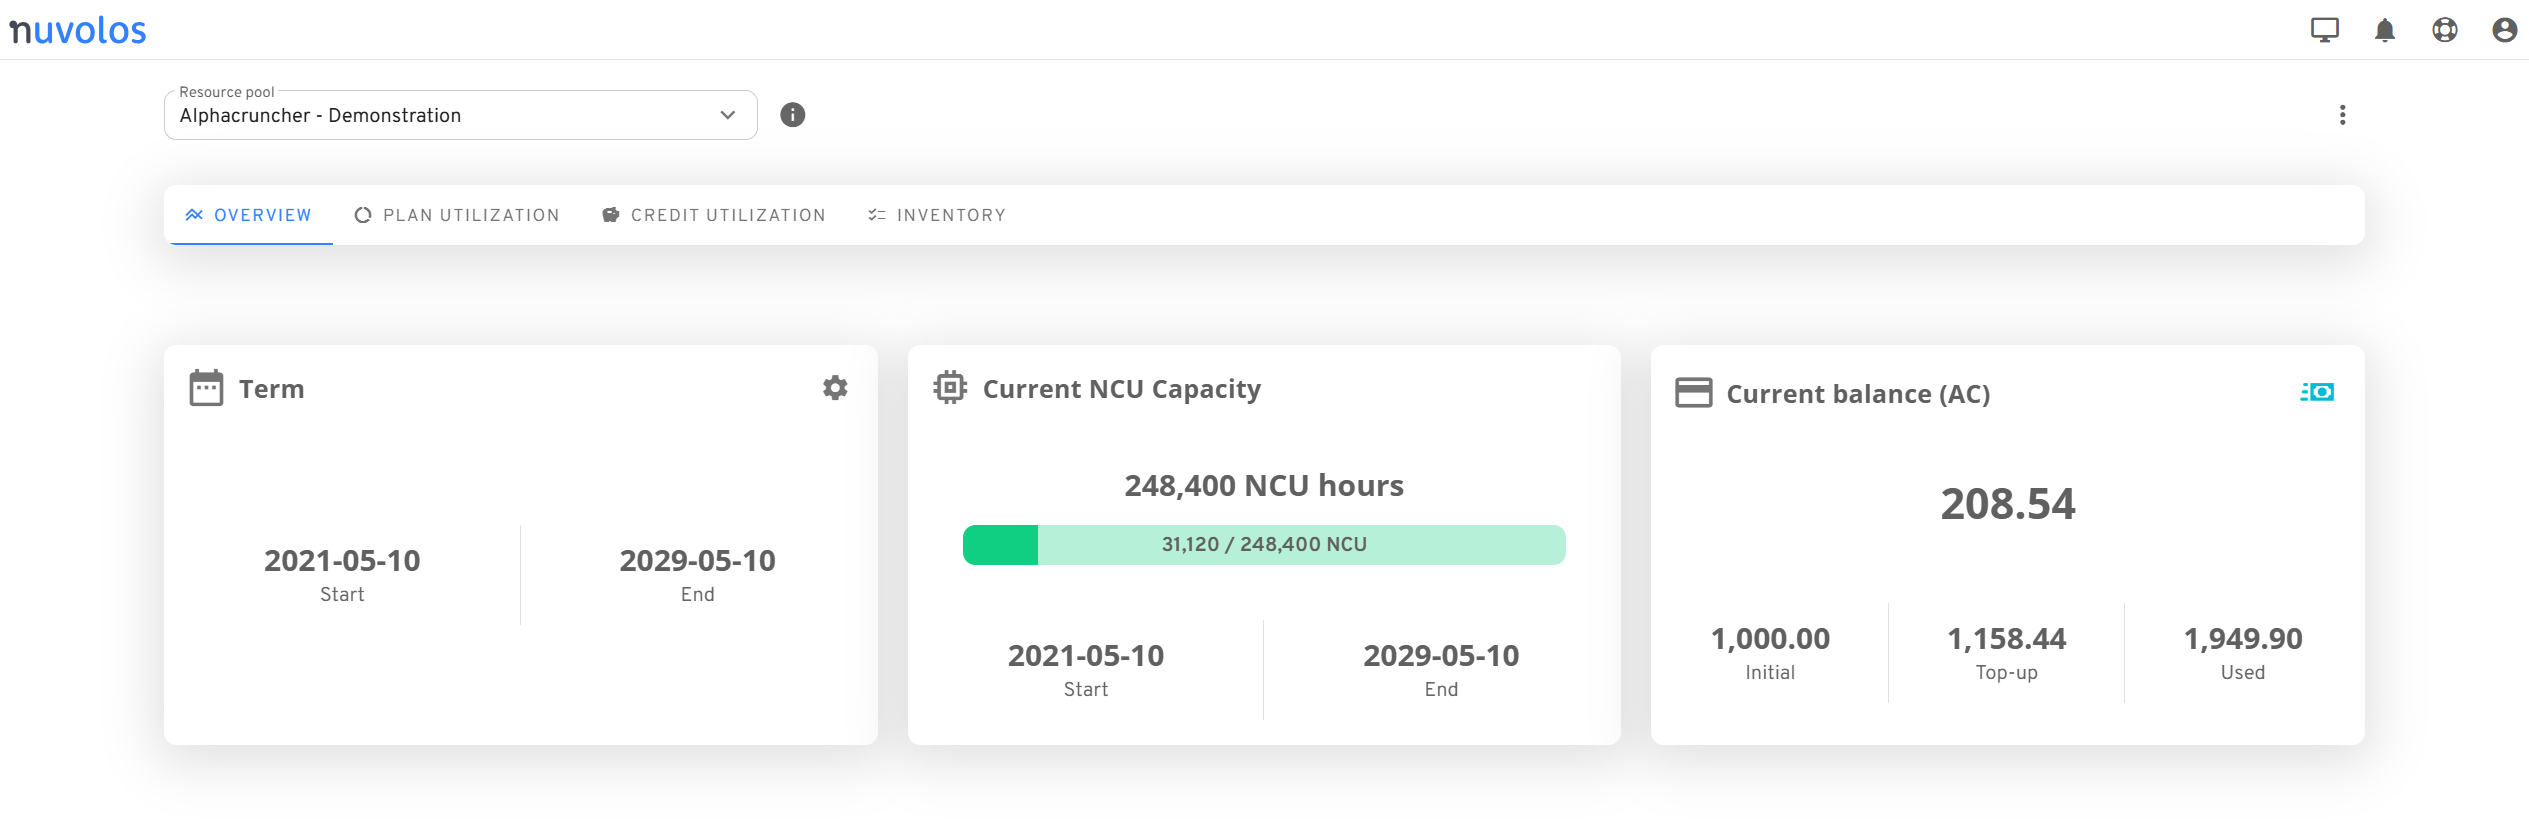 nuvolos
Resource pool
Alphacruncher - Demonstration
OVERVIEW PLAN UTILIZATION CREDIT UTILIZATION INVENTORY
Term
2021-05-10 2029-05-10
Start End
Current NCU Capacity
248,400 NCU hours
31,120 / 248,400 NCU
2021-05-10 2029-05-10
Start End
Current balance (AC)
208.54
1,000.00 1,158.44 1,949.90
Initial Top-up Used